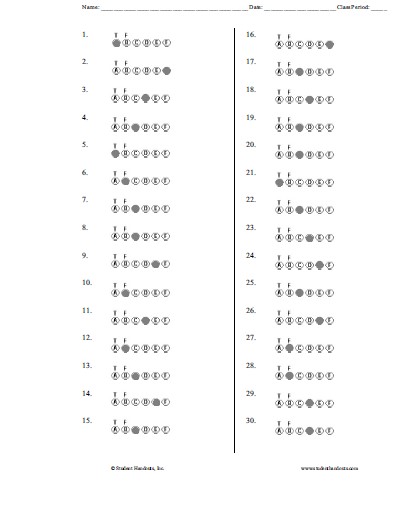 Name: ____________________ Date: ____________________ Class Period: _____
1. T F
B C D E F
2. T F
A B C D E
3. T F
A B C E F
4. T F
A B D E F
5. T F
B C D E F
6. T F
A C D E F
7. T F
A B D E F
8. T F
A B D E F
9. T F
A B C D F
10. T F
A C D E F
11. T F
A B C E F
12. T F
A C D E F
13. T F
A B D E F
14. T F
A B C D F
15. T F
A B D E F
16. T F
A B C D E
17. T F
A B D E F
18. T F
A B C E F
19. T F
A B D E F
20. T F
A B D E F
21. T F
B C D E F
22. T F
A B D E F
23. T F
A B C E F
24. T F
A B C D F
25. T F
A B D E F
26. T F
A B C D F
27. T F
A C D E F
28. T F
A C D E F
29. T F
A B C E F
30. T F
A B C E F
© Student Handouts, Inc. www.studenthandouts.com